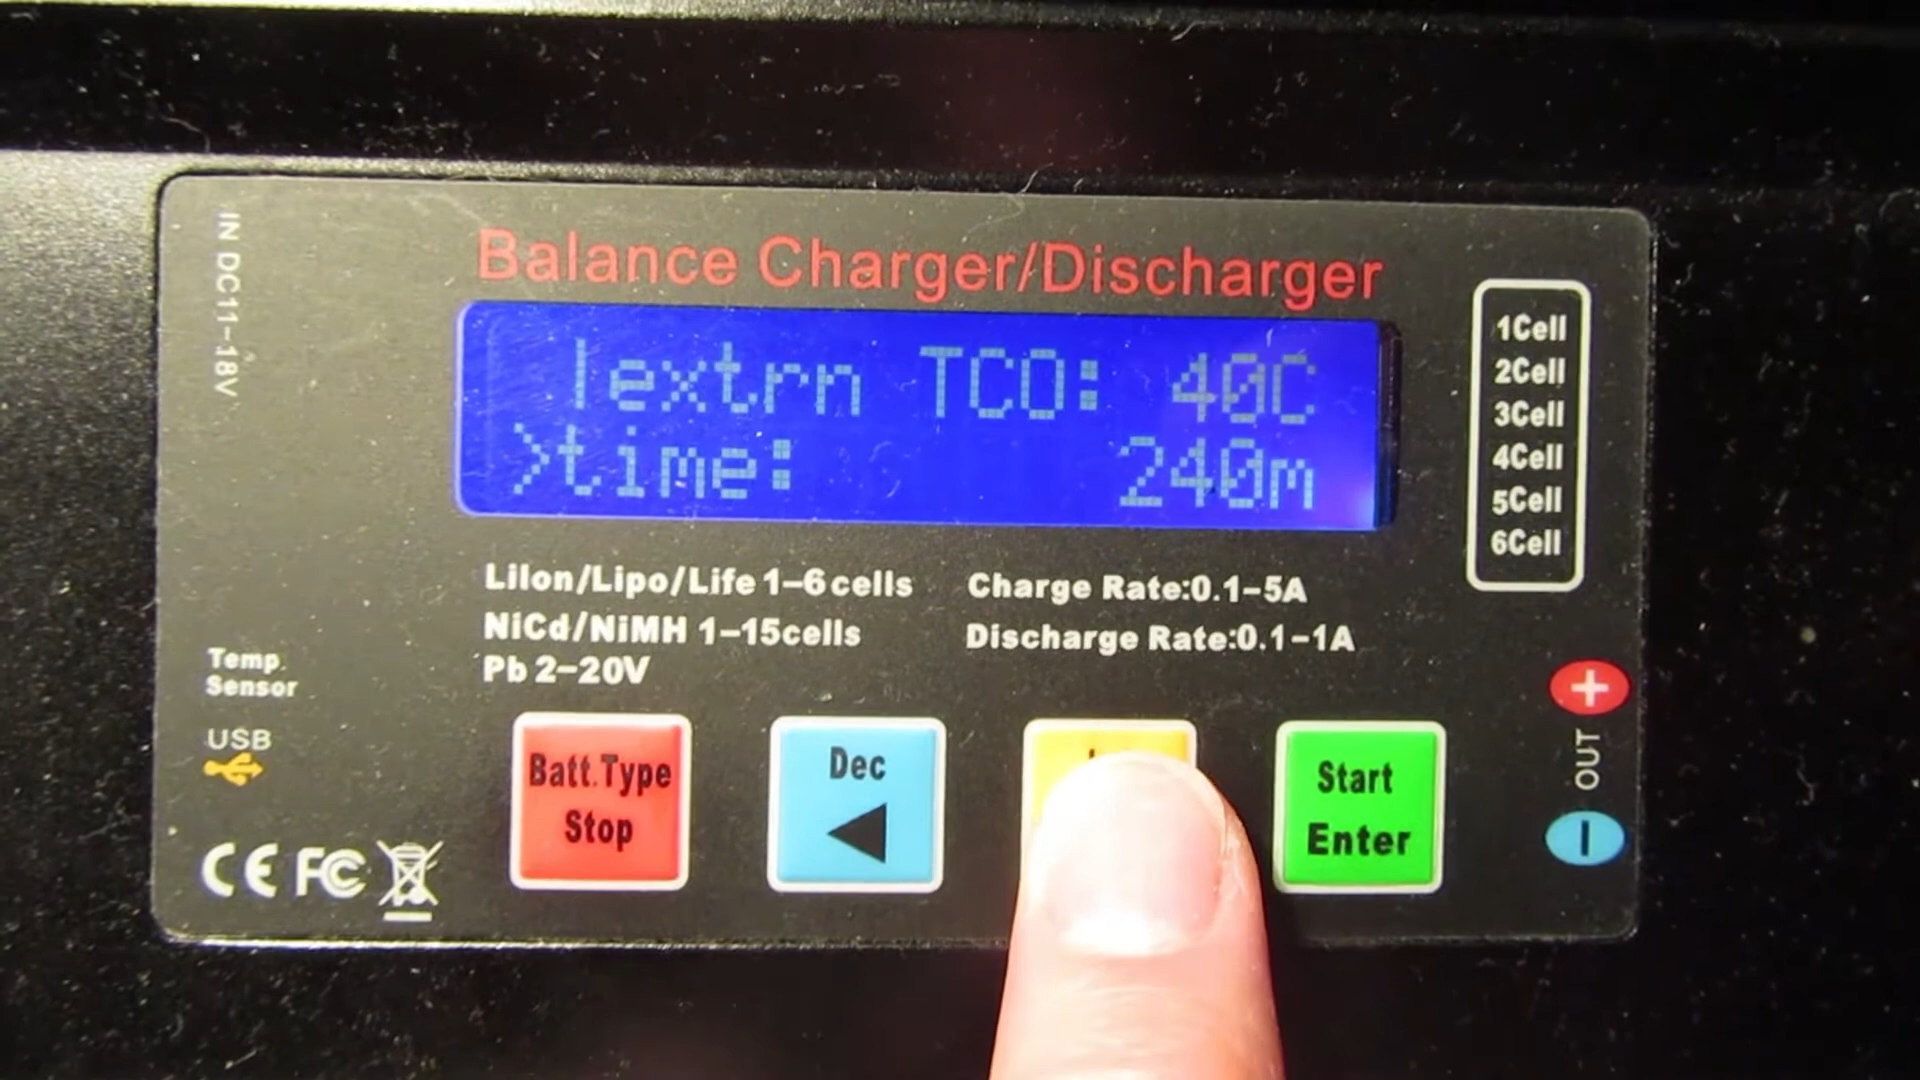 IN DC11-18V
Balance Charger/Discharger
lextrn TCO: 40C
>time: 240m
LiIon/Lipo/Life 1-6cells
NiCd/NiMH 1-15cells
Pb 2-20V
Charge Rate:0.1-5A
Discharge Rate:0.1-1A
1Cell
2Cell
3Cell
4Cell
5Cell
6Cell
Temp.
Sensor
USB
CE FC
Batt.Type
Stop
Dec
Start
Enter
+
OUT
-